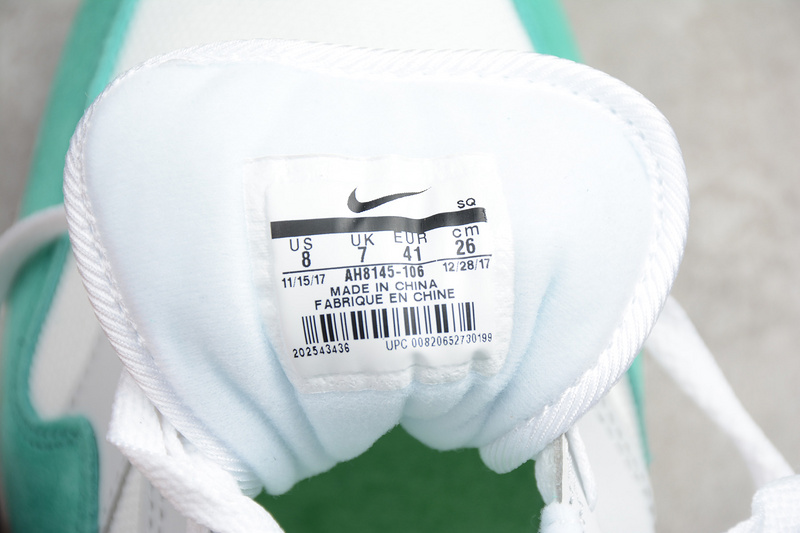 SQ
US UK EUR cm
8 7 41 26
11/15/17 AH8145-106 12/28/17
MADE IN CHINA
FABRIQUE EN CHINE
202543436 UPC 00820652730199